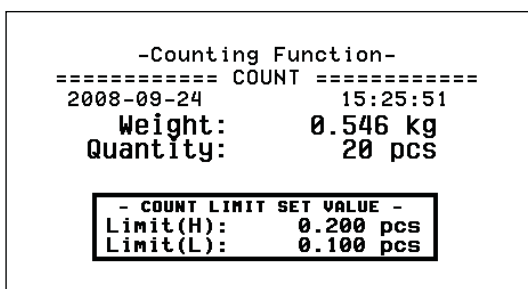 -Counting Function-
============ COUNT ============
2008-09-24 15:25:51
Weight: 0.546 kg
Quantity: 20 pcs
- COUNT LIMIT SET VALUE -
Limit(H): 0.200 pcs
Limit(L): 0.100 pcs